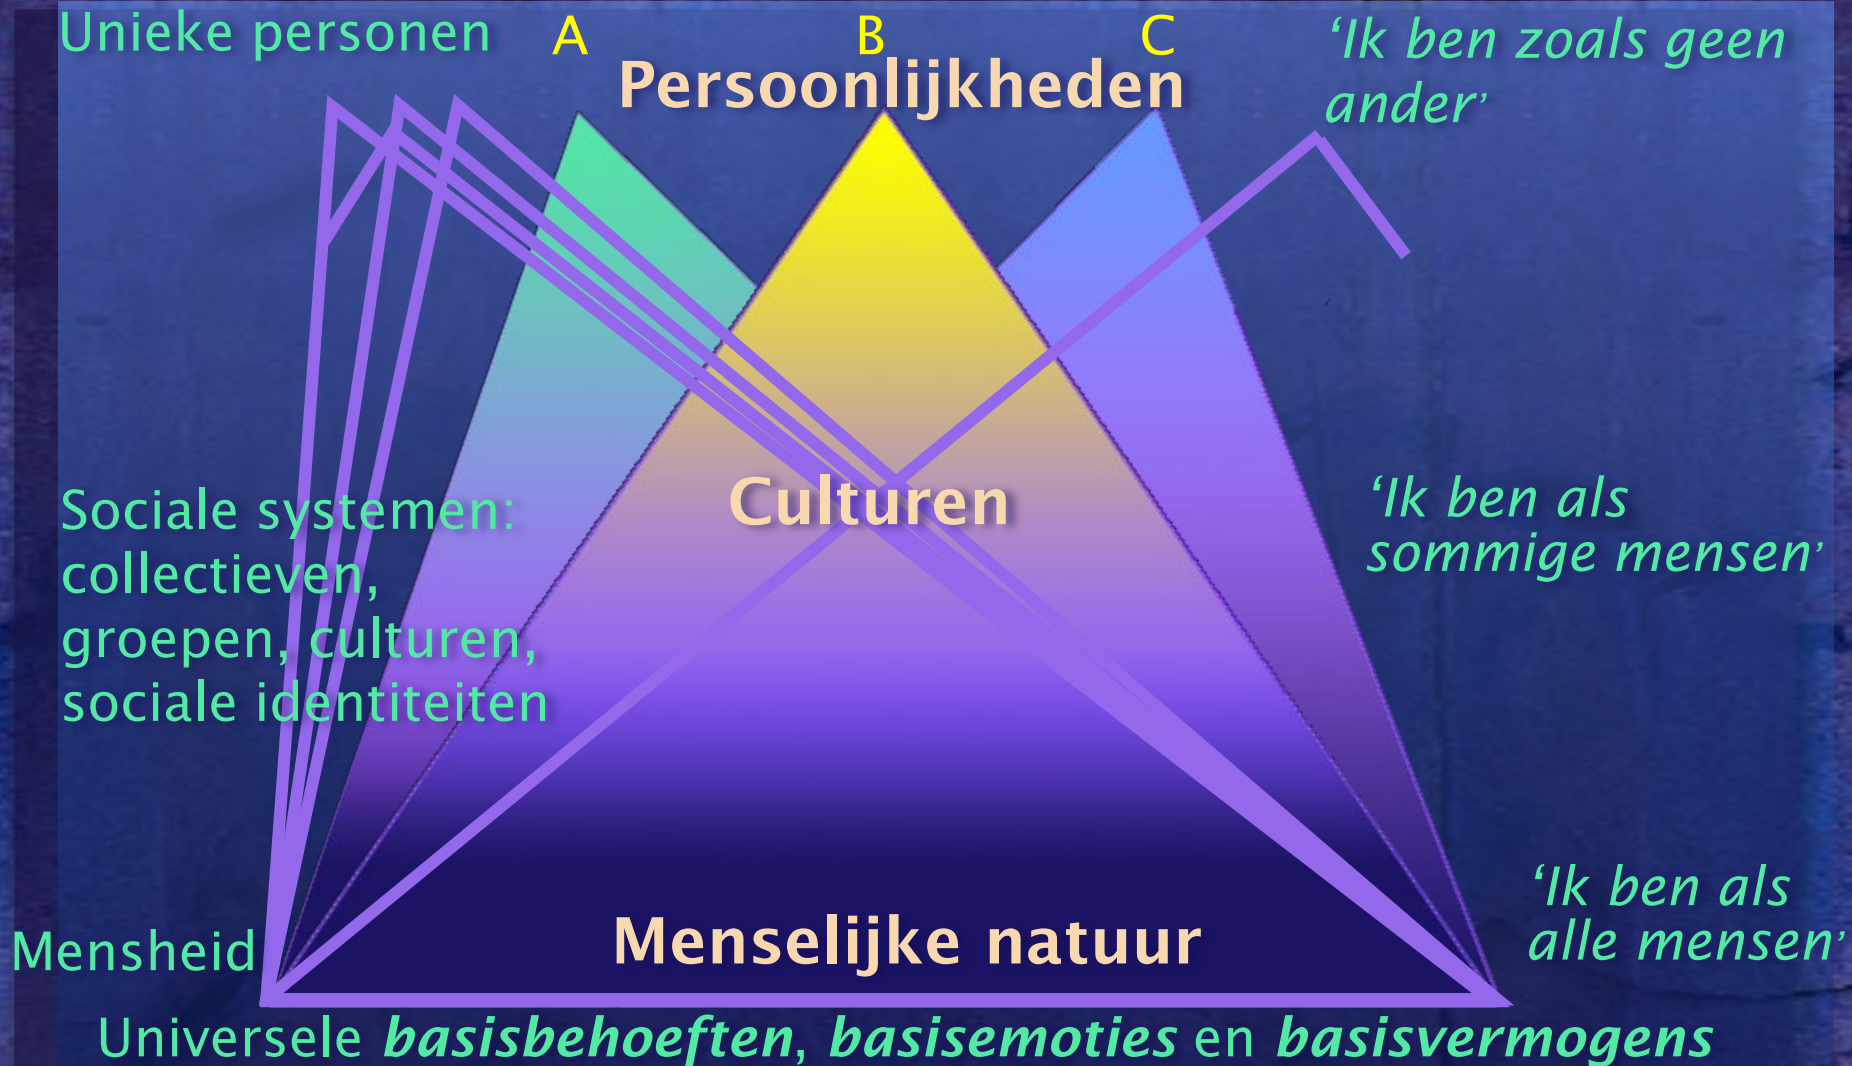 Unieke personen
A
B
C
‘Ik ben zoals geen
ander’
Persoonlijkheden
Sociale systemen:
collectieven,
groepen, culturen,
sociale identiteiten
Culturen
‘Ik ben als
sommige mensen’
Mensheid
Menselijke natuur
‘Ik ben als
alle mensen’
Universele basisbehoeften, basisemoties en basisvermogens